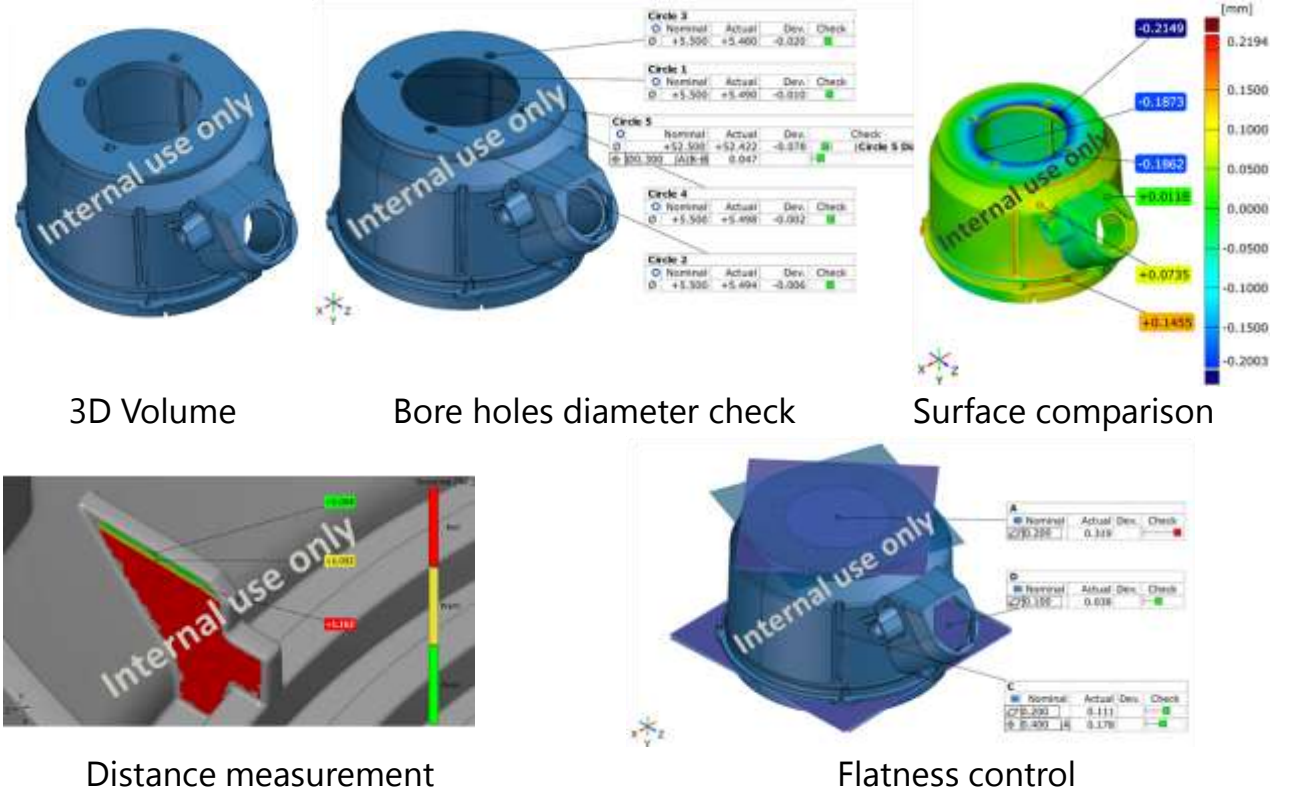 Internal use only
Internal use only
Circle 3
Nominal Actual Dev. Check
Ø +5.500 +5.480 -0.020
Circle 1
Nominal Actual Dev. Check
Ø +5.500 +5.490 -0.010
Circle 5
Nominal Actual Dev. Check
Ø +52.500 +52.422 -0.078 (Circle 5
0.047
Circle 4
Nominal Actual Dev. Check
Ø +5.500 +5.498 -0.002
Circle 2
Nominal Actual Dev. Check
Ø +5.500 +5.494 -0.006
X Y Z
Internal use only
[mm]
-0.2149
-0.1873
-0.1862
+0.0118
+0.0735
+0.1455
0.2194
0.1500
0.1000
0.0500
0.0000
-0.0500
-0.1000
-0.1500
-0.2003
X Y Z
3D Volume
Bore holes diameter check
Surface comparison
Internal use only
Internal use only
A
Nominal Actual Dev. Check
0.200 0.319
D
Nominal Actual Dev. Check
0.100 0.038
C
Nominal Actual Dev. Check
0.200 0.111
0.400 A 0.178
X Y Z
Distance measurement
Flatness control